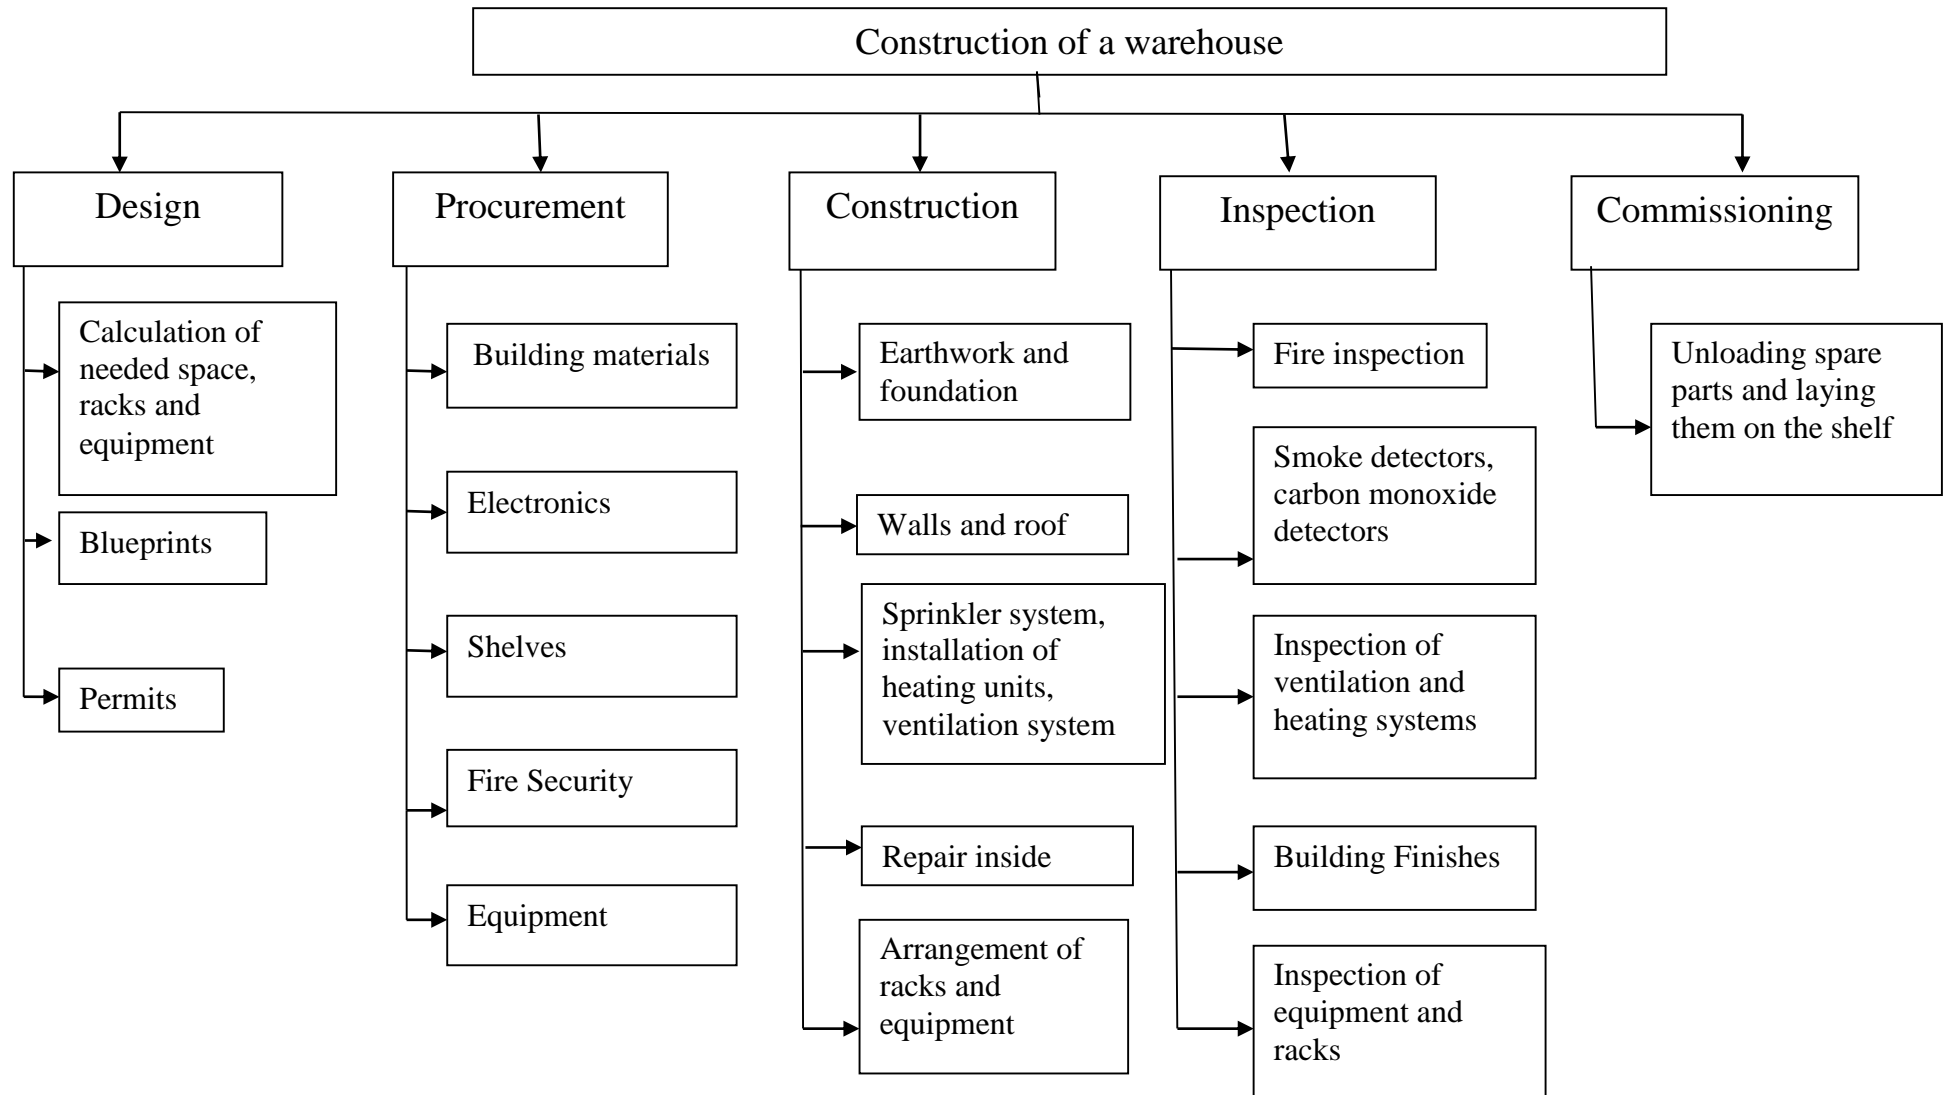 Construction of a warehouse
Design
Procurement
Construction
Inspection
Commissioning
Calculation of
needed space,
racks and
equipment
Blueprints
Permits
Building materials
Electronics
Shelves
Fire Security
Equipment
Earthwork and
foundation
Walls and roof
Sprinkler system,
installation of
heating units,
ventilation system
Repair inside
Arrangement of
racks and
equipment
Fire inspection
Smoke detectors,
carbon monoxide
detectors
Inspection of
ventilation and
heating systems
Building Finishes
Inspection of
equipment and
racks
Unloading spare
parts and laying
them on the shelf